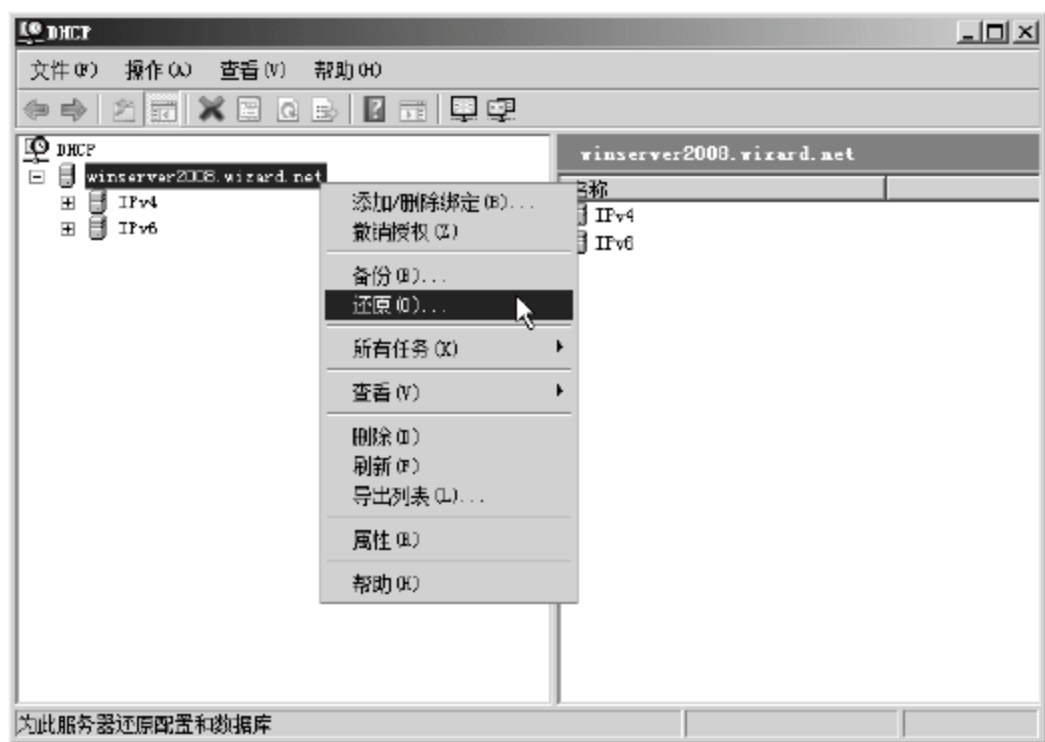 DHCP
文件(F) 操作(A) 查看(V) 帮助(H)
DHCP
winserver2008.wizard.net
IPv4
IPv6
添加/删除绑定(B)...
撤销授权(Z)
备份(B)...
还原(O)...
所有任务(K)
查看(V)
删除(D)
刷新(F)
导出列表(L)...
属性(R)
帮助(H)
winserver2008.wizard.net
名称
IPv4
IPv6
为此服务器还原配置和数据库